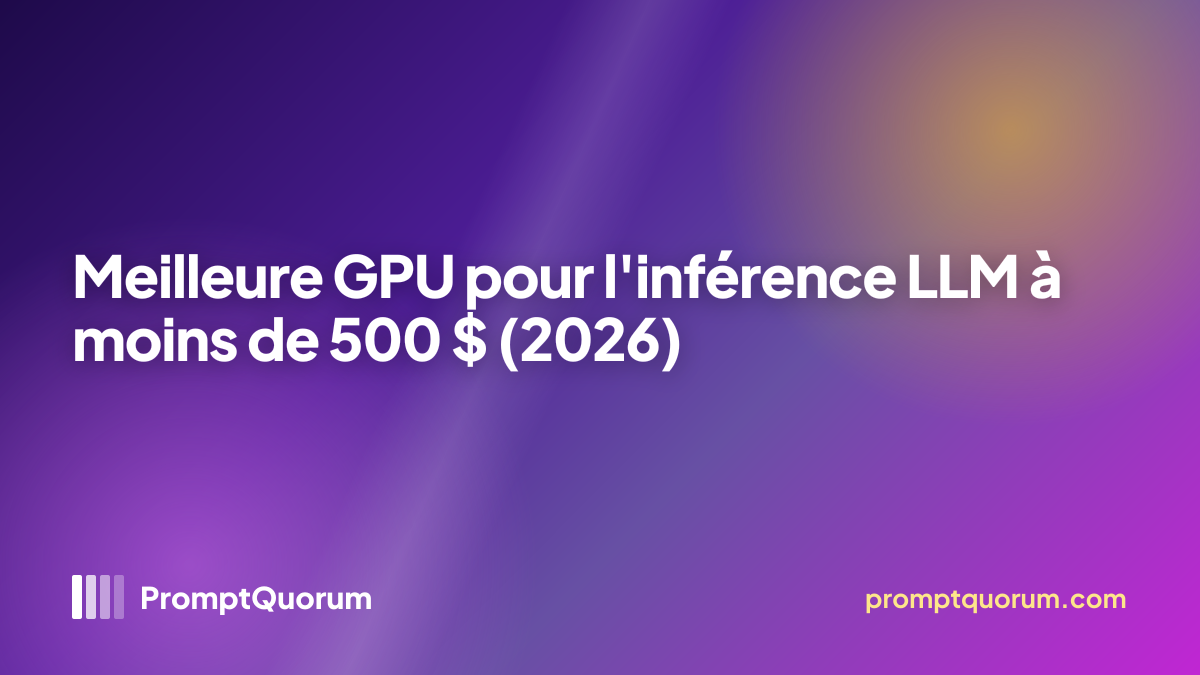 Meilleure GPU pour l'inférence LLM à
moins de 500 $ (2026)
PromptQuorum
promptquorum.com